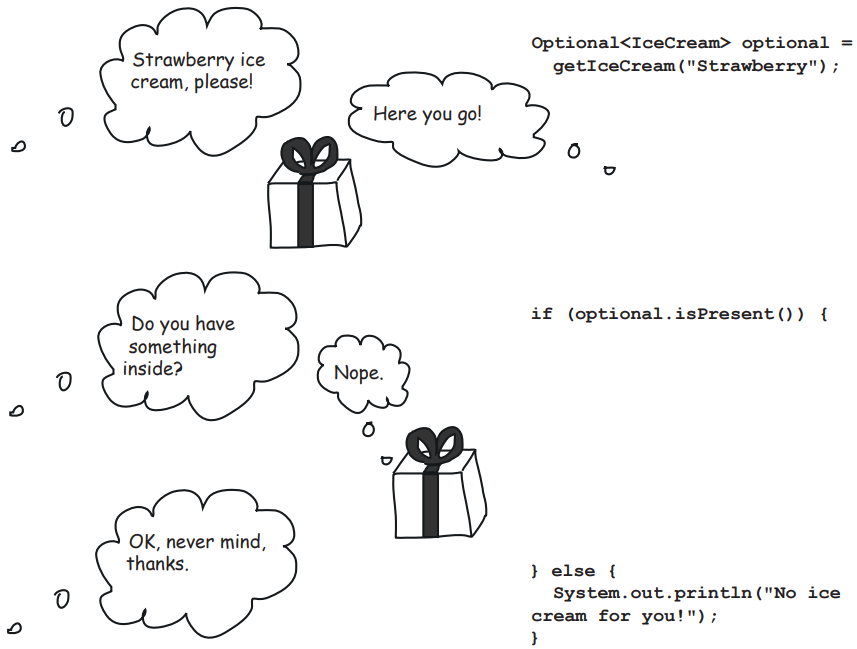 Strawberry ice
cream, please!
Here you go!
Optional<IceCream> optional =
getIceCream("Strawberry");
Do you have
something
inside?
Nope.
if (optional.isPresent()) {
OK, never mind,
thanks.
} else {
System.out.println("No ice
cream for you!");
}